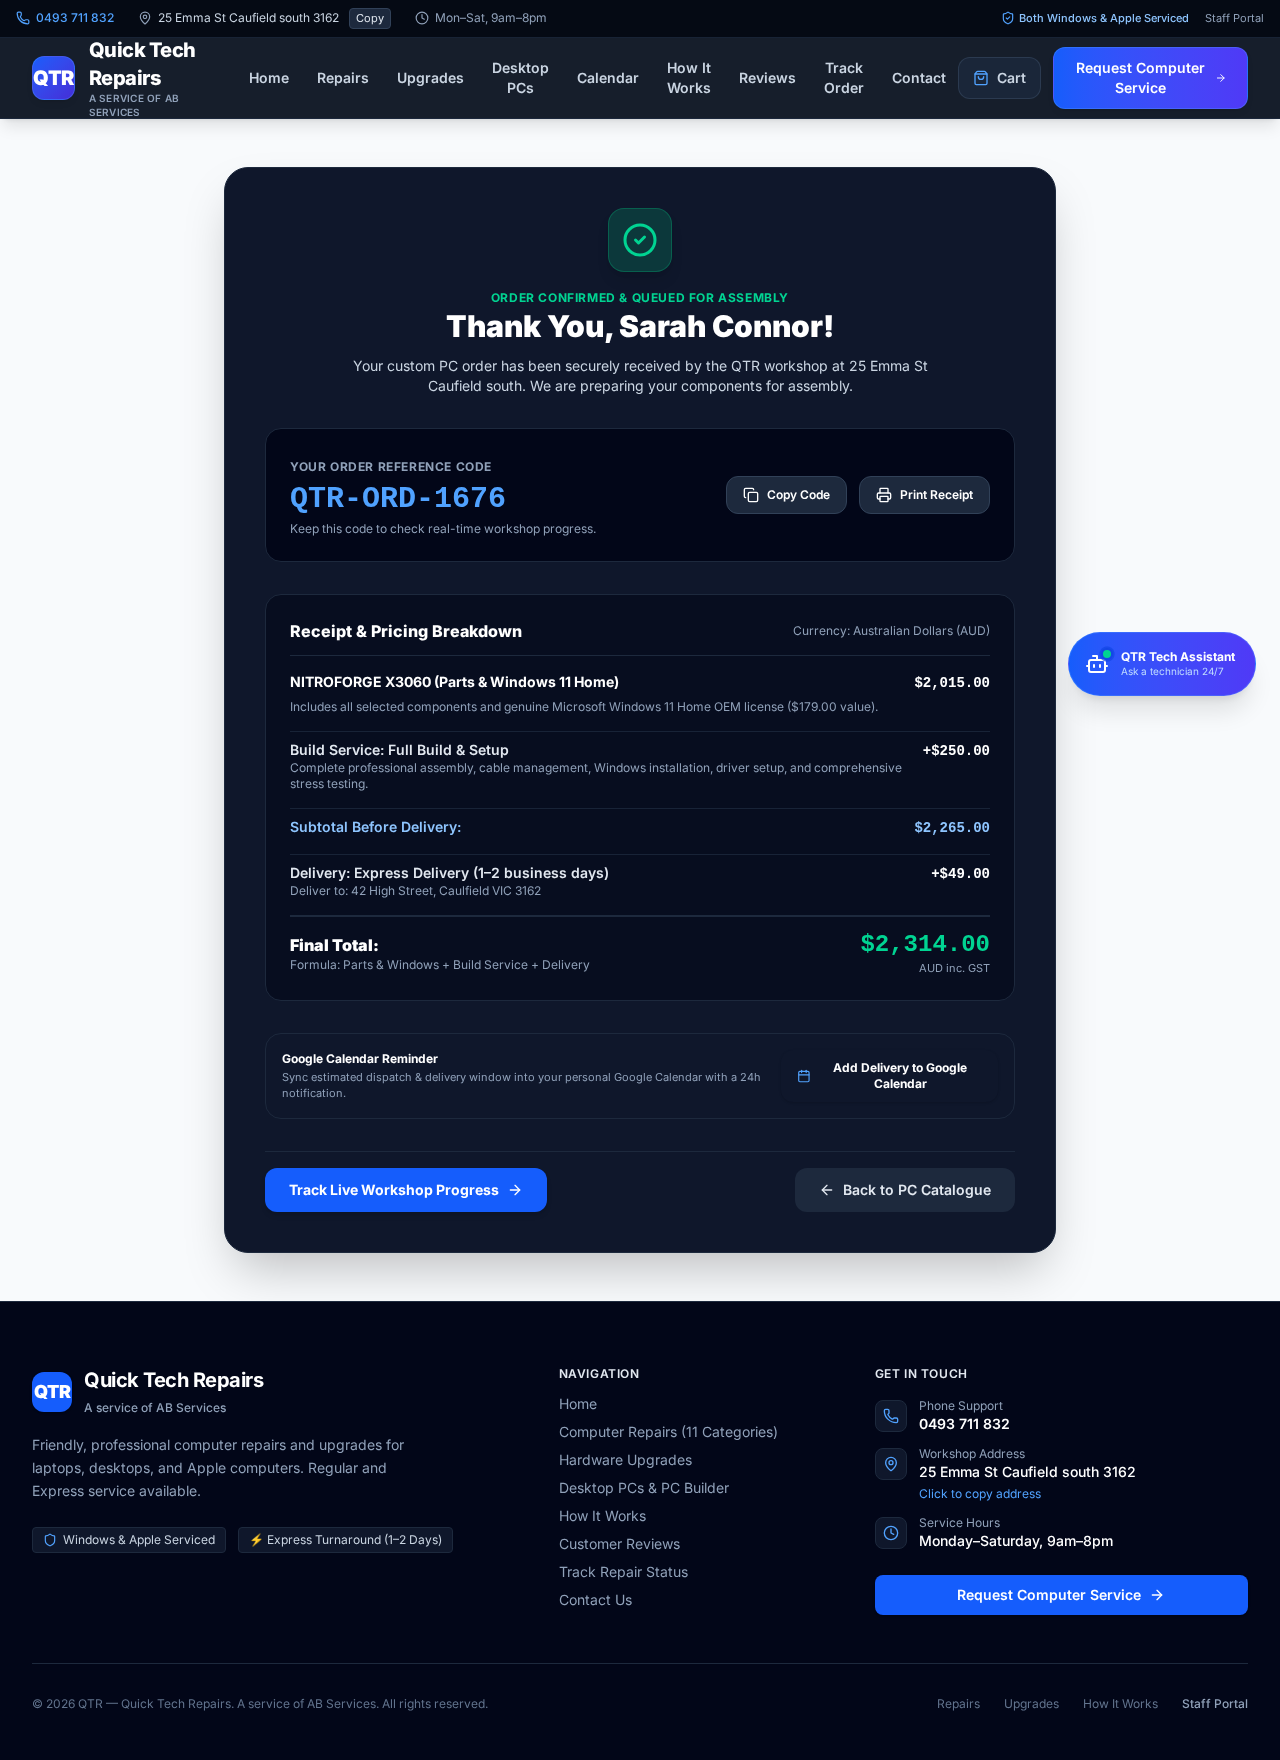 0493 711 832
25 Emma St Caufield south 3162
Copy
Mon–Sat, 9am–8pm
Both Windows & Apple Serviced
Staff Portal
QTR
Quick Tech
Repairs
A SERVICE OF AB
SERVICES
Home
Repairs
Upgrades
Desktop
PCs
Calendar
How It
Works
Reviews
Track
Order
Contact
Cart
Request Computer
Service
ORDER CONFIRMED & QUEUED FOR ASSEMBLY
Thank You, Sarah Connor!
Your custom PC order has been securely received by the QTR workshop at 25 Emma St
Caufield south. We are preparing your components for assembly.
YOUR ORDER REFERENCE CODE
QTR-ORD-1676
Keep this code to check real-time workshop progress.
Copy Code
Print Receipt
Receipt & Pricing Breakdown
Currency: Australian Dollars (AUD)
NITROFORGE X3060 (Parts & Windows 11 Home)
$2,015.00
Includes all selected components and genuine Microsoft Windows 11 Home OEM license ($179.00 value).
Build Service: Full Build & Setup
+$250.00
Complete professional assembly, cable management, Windows installation, driver setup, and comprehensive
stress testing.
Subtotal Before Delivery:
$2,265.00
Delivery: Express Delivery (1–2 business days)
+$49.00
Deliver to: 42 High Street, Caulfield VIC 3162
Final Total:
$2,314.00
Formula: Parts & Windows + Build Service + Delivery
AUD inc. GST
QTR Tech Assistant
Ask a technician 24/7
Google Calendar Reminder
Sync estimated dispatch & delivery window into your personal Google Calendar with a 24h
notification.
Add Delivery to Google
Calendar
Track Live Workshop Progress
Back to PC Catalogue
QTR
Quick Tech Repairs
A service of AB Services
Friendly, professional computer repairs and upgrades for
laptops, desktops, and Apple computers. Regular and
Express service available.
Windows & Apple Serviced
⚡ Express Turnaround (1–2 Days)
NAVIGATION
Home
Computer Repairs (11 Categories)
Hardware Upgrades
Desktop PCs & PC Builder
How It Works
Customer Reviews
Track Repair Status
Contact Us
GET IN TOUCH
Phone Support
0493 711 832
Workshop Address
25 Emma St Caufield south 3162
Click to copy address
Service Hours
Monday–Saturday, 9am–8pm
Request Computer Service
© 2026 QTR — Quick Tech Repairs. A service of AB Services. All rights reserved.
Repairs
Upgrades
How It Works
Staff Portal